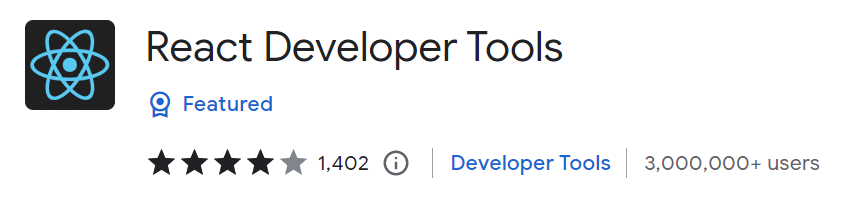 React Developer Tools
Featured
1,402 Developer Tools 3,000,000+ users